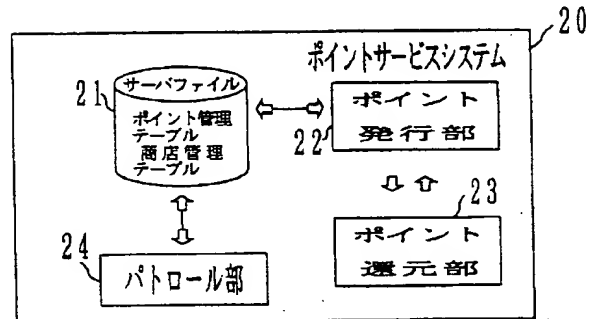 20
ポイントサービスシステム
21
サーバファイル
ポイント管理
テーブル
商店管理
テーブル
ポイント
発行部
22
23
ポイント
還元部
24
パトロール部